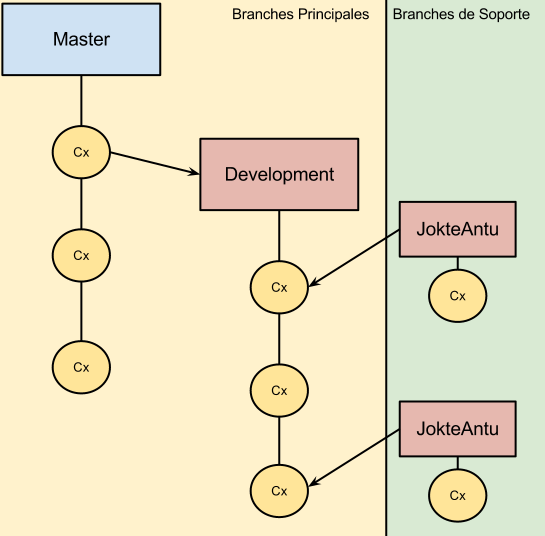 Branches Principales
Branches de Soporte
Master
Cx
Development
Cx
JokteAntu
Cx
Cx
Cx
Cx
JokteAntu
Cx
Cx